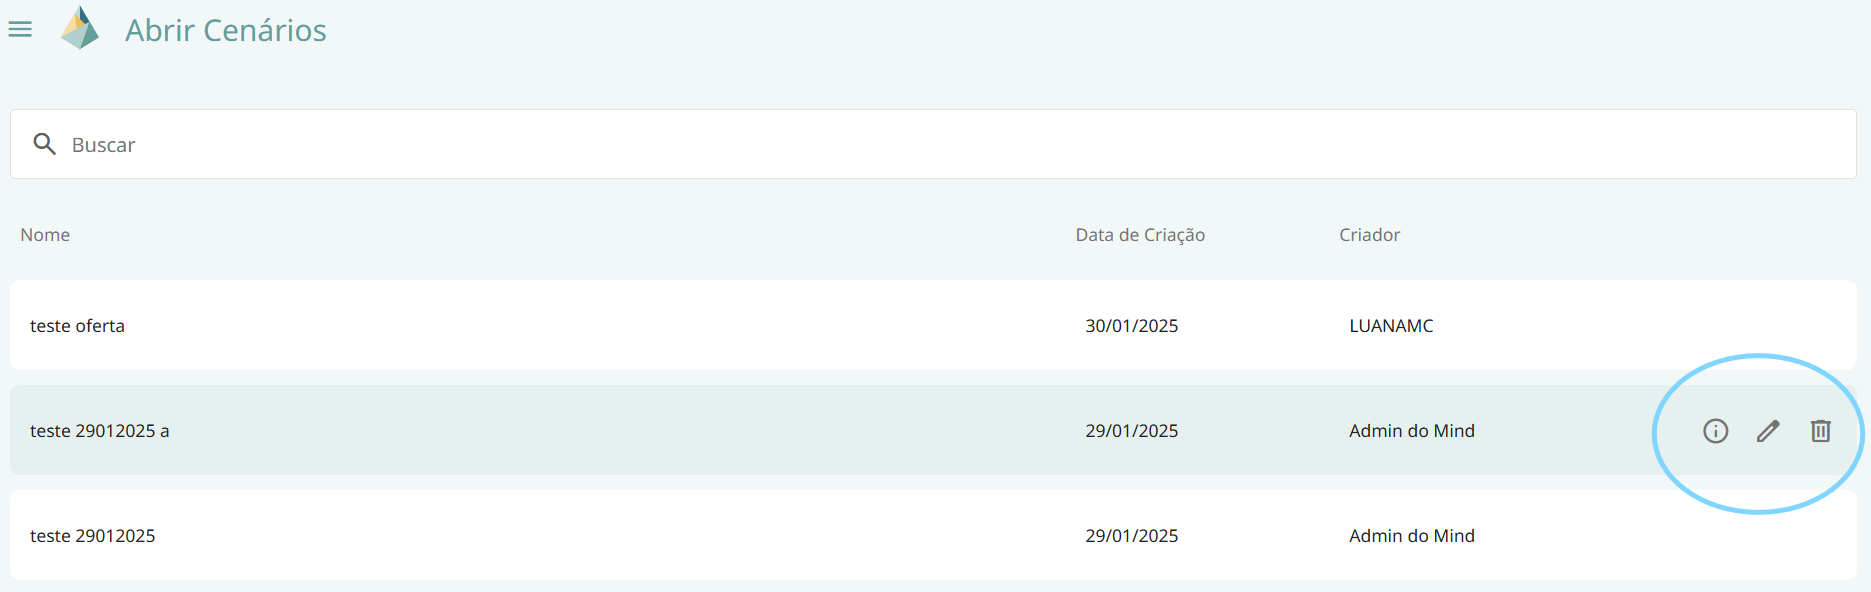 Abrir Cenários
Buscar
Nome Data de Criação Criador
teste oferta 30/01/2025 LUANAMC
teste 29012025 a 29/01/2025 Admin do Mind
teste 29012025 29/01/2025 Admin do Mind